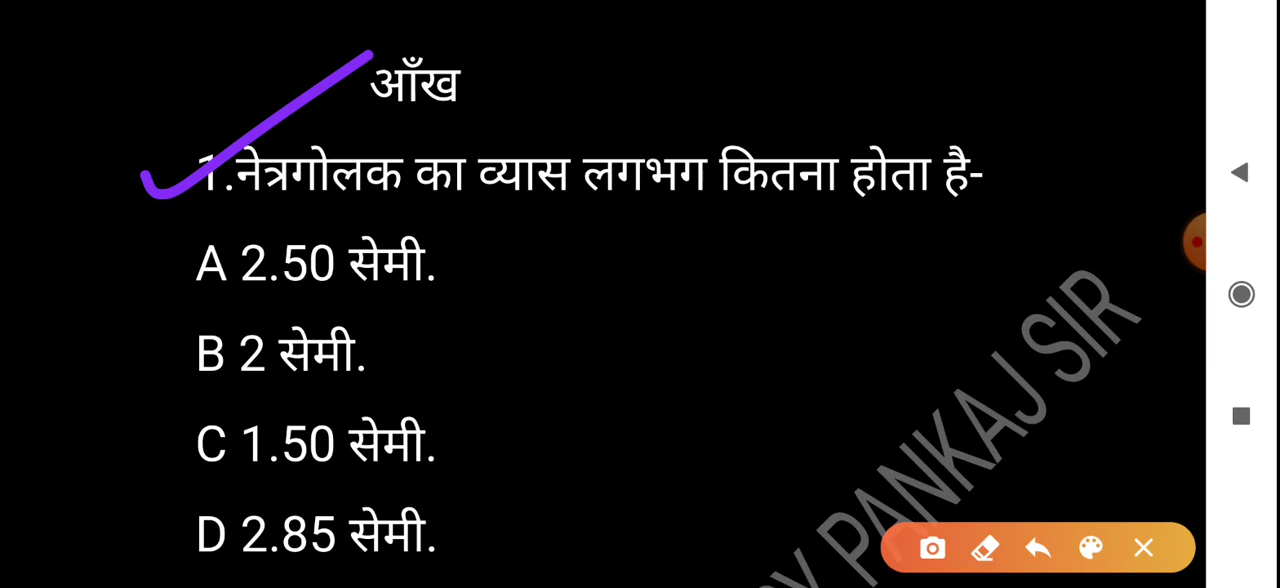 आँख
1.नेत्रगोलक का व्यास लगभग कितना होता है-
A 2.50 सेमी.
B 2 सेमी.
C 1.50 सेमी.
D 2.85 सेमी.
PANKAJ SIR